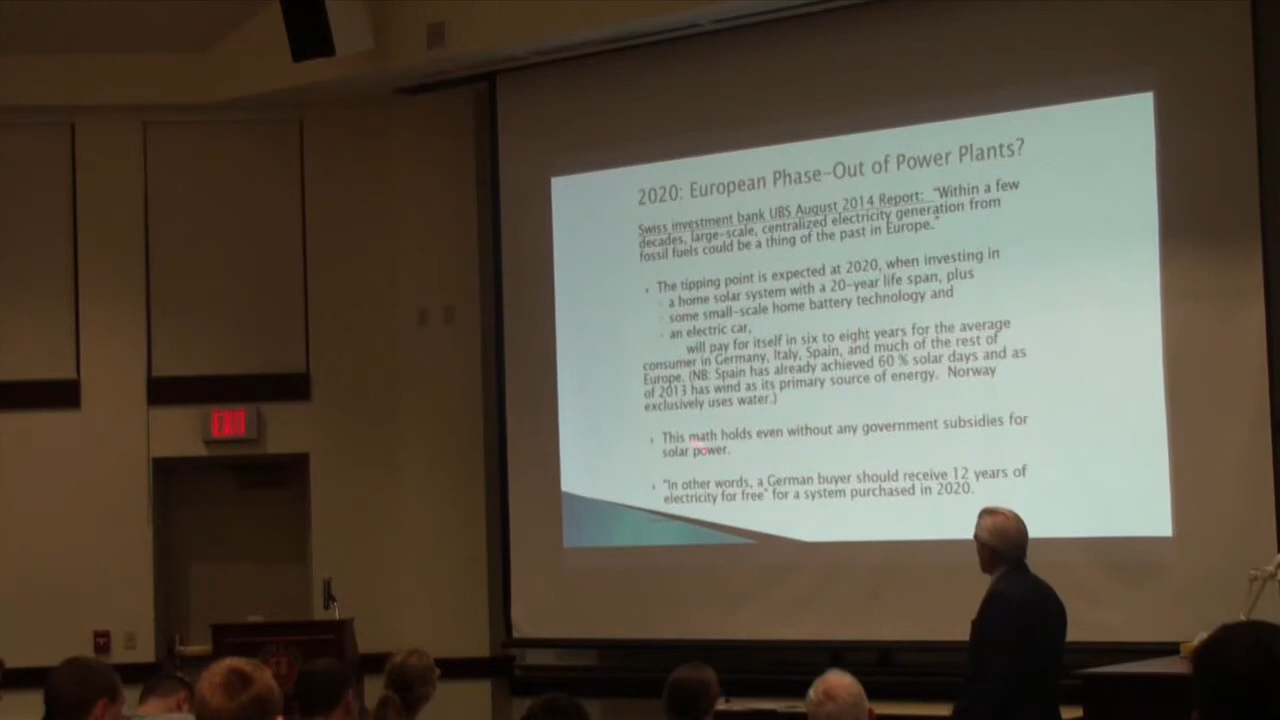 EXIT
2020: European Phase-Out of Power Plants?
Swiss investment bank UBS August 2014 Report: "Within a few
decades, large-scale, centralized electricity generation from
fossil fuels could be a thing of the past in Europe."
The tipping point is expected at 2020, when investing in
a home solar system with a 20-year life span, plus
some small-scale home battery technology and
an electric car,
will pay for itself in six to eight years for the average
consumer in Germany, Italy, Spain, and much of the rest of
Europe. (NB: Spain has already achieved 60 % solar days and as
of 2013 has wind as its primary source of energy. Norway
exclusively uses water.)
This math holds even without any government subsidies for
solar power.
"In other words, a German buyer should receive 12 years of
electricity for free" for a system purchased in 2020.